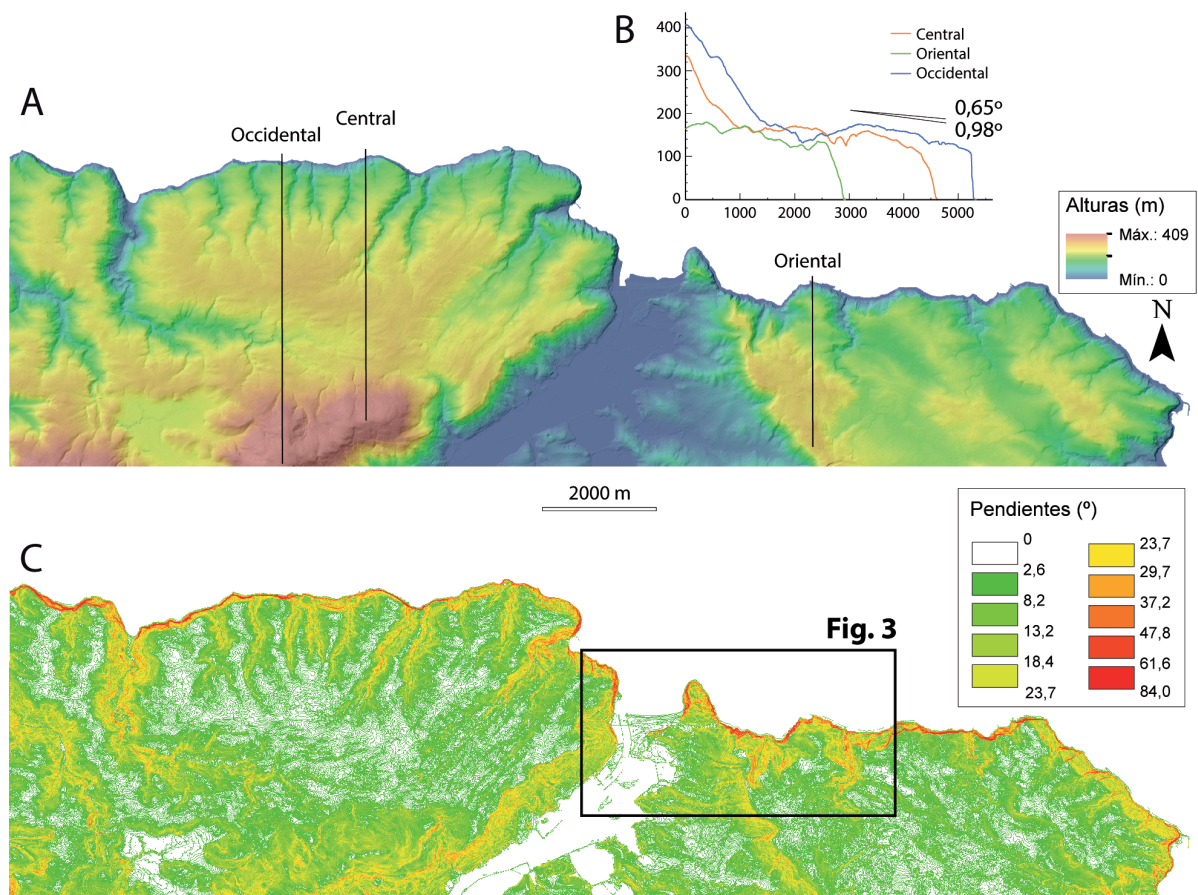 A
B
400
300
200
100
0
0
1000
2000
3000
4000
5000
Central
Oriental
Occidental
0,65º
0,98º
Occidental
Central
Oriental
Alturas (m)
Máx.: 409
Mín.: 0
N
2000 m
C
Fig. 3
Pendientes (º)
0
2,6
8,2
13,2
18,4
23,7
23,7
29,7
37,2
47,8
61,6
84,0